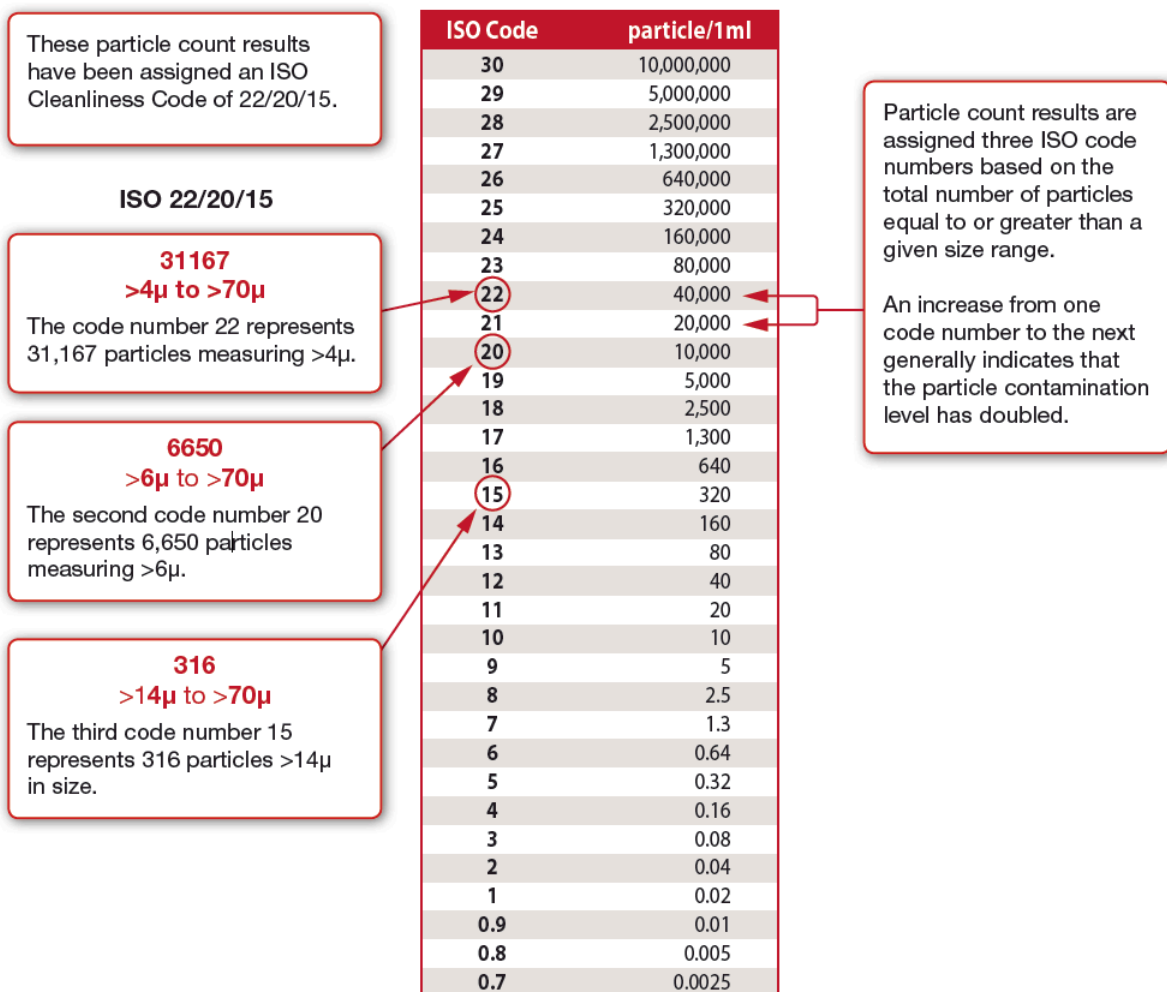 These particle count results
have been assigned an ISO
Cleanliness Code of 22/20/15.
ISO 22/20/15
31167
>4µ to >70µ
The code number 22 represents
31,167 particles measuring >4µ.
6650
>6µ to >70µ
The second code number 20
represents 6,650 particles
measuring >6µ.
316
>14µ to >70µ
The third code number 15
represents 316 particles >14µ
in size.
ISO Code particle/1ml
30 10,000,000
29 5,000,000
28 2,500,000
27 1,300,000
26 640,000
25 320,000
24 160,000
23 80,000
22 40,000
21 20,000
20 10,000
19 5,000
18 2,500
17 1,300
16 640
15 320
14 160
13 80
12 40
11 20
10 10
9 5
8 2.5
7 1.3
6 0.64
5 0.32
4 0.16
3 0.08
2 0.04
1 0.02
0.9 0.01
0.8 0.005
0.7 0.0025
Particle count results are
assigned three ISO code
numbers based on the
total number of particles
equal to or greater than a
given size range.
An increase from one
code number to the next
generally indicates that
the particle contamination
level has doubled.